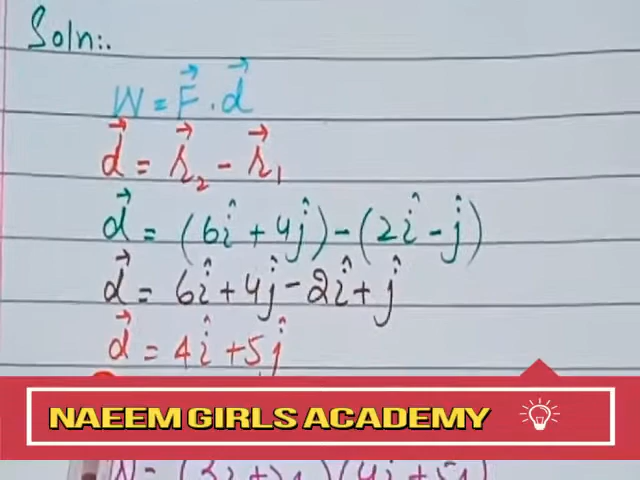 Soln:.
W = F⃗ . d⃗
d⃗ = r⃗₂ - r⃗₁
d⃗ = (6î + 4ĵ) - (2î - ĵ)
d⃗ = 6î + 4ĵ - 2î + ĵ
d⃗ = 4î + 5ĵ
NAEEM GIRLS ACADEMY